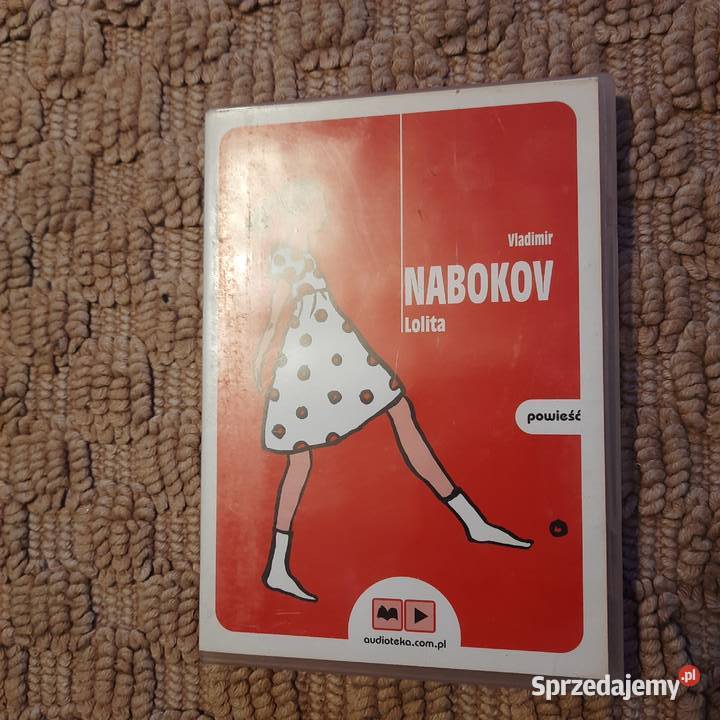 Vladimir
NABOKOV
Lolita
powieść
audioteka.com.pl
Sprzedajemy.pl